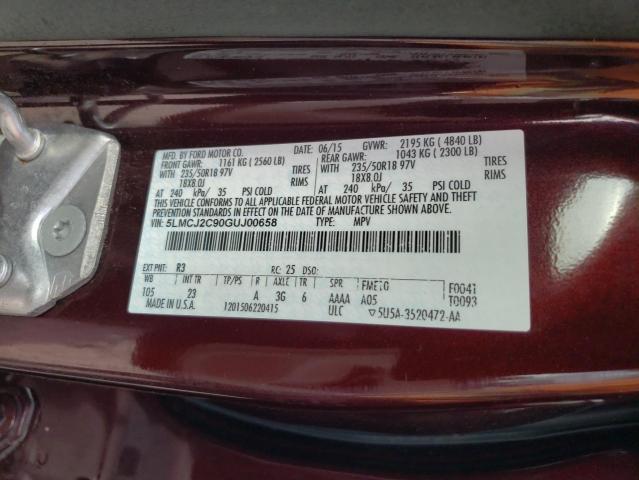 MFD. BY FORD MOTOR CO. 06/15 GVWR: 2195 KG ( 4840 LB)
FRONT GAWR: 1161 KG ( 2560 LB) REAR GAWR: 1043 KG ( 2300 LB)
WITH 235/50R18 97V TIRES WITH 235/50R18 97V TIRES
18X8.0J RIMS 18X8.0J RIMS
AT 240 kPa/ 35 PSI COLD AT 240 kPa/ 35 PSI COLD
THIS VEHICLE CONFORMS TO ALL APPLICABLE FEDERAL MOTOR VEHICLE SAFETY AND THEFT
PREVENTION STANDARDS IN EFFECT ON THE DATE OF MANUFACTURE SHOWN ABOVE.
VIN: 5LMCJ2C90GUJ00658 TYPE: MPV
EXT PNT: R3 RC: 25 DSO:
WB INT TR TP/PS R AXLE TR SPR FME10 F0041
105 23 A 3G 6 AAAA A05 T0093
MADE IN U.S.A. 1201506220415 ULC 5U5A-3520472-AA